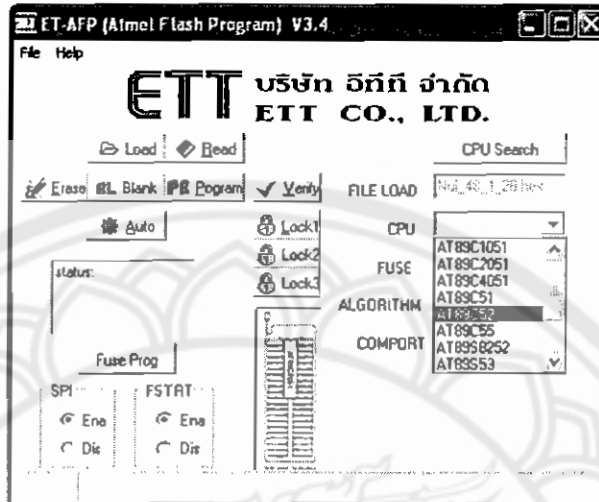 ET-AFP (Atmel Flash Program) V3.4
File Help
ETT บริษัท อีทีที จำกัด
ETT CO., LTD.
Load Read CPU Search
Erase BL Blank PR Pogram Verify FILE LOAD
Auto Lock1 CPU
Lock2 AT89C1051
status: AT89C2051
Lock3 FUSE AT89C4051
AT89C51
ALGORITHM AT89C52
AT89C55
COMPORT AT89S8252
AT89S53
Fuse Prog
SPI FSTAT
Ena Ena
Dis Dis